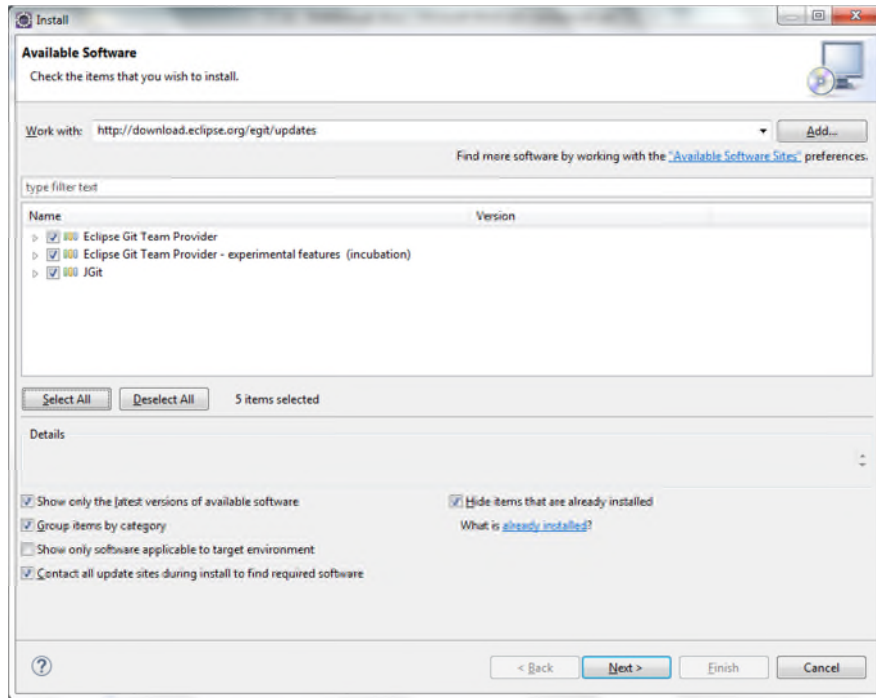 Install
Available Software
Check the items that you wish to install.
Work with: http://download.eclipse.org/egit/updates Add...
Find more software by working with the "Available Software Sites" preferences.
type filter text
Name Version
Eclipse Git Team Provider
Eclipse Git Team Provider - experimental features (incubation)
JGit
Select All Deselect All 5 items selected
Details
Show only the latest versions of available software Hide items that are already installed
Group items by category What is already installed?
Show only software applicable to target environment
Contact all update sites during install to find required software
? < Back Next > Finish Cancel